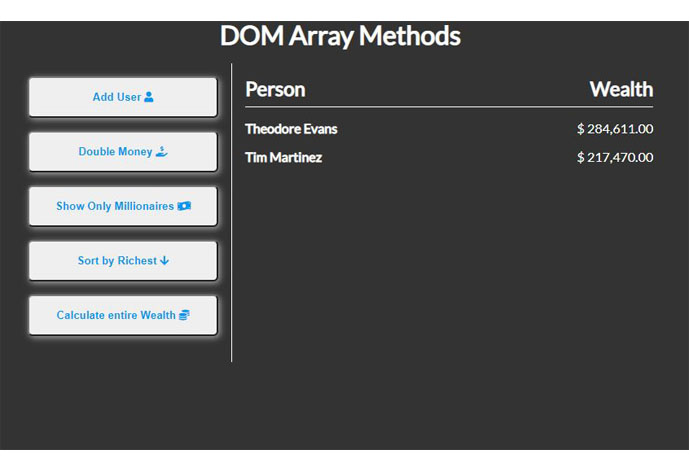 DOM Array Methods
Add User
Double Money
Show Only Millionaires
Sort by Richest
Calculate entire Wealth
Person Wealth
Theodore Evans $ 284,611.00
Tim Martinez $ 217,470.00